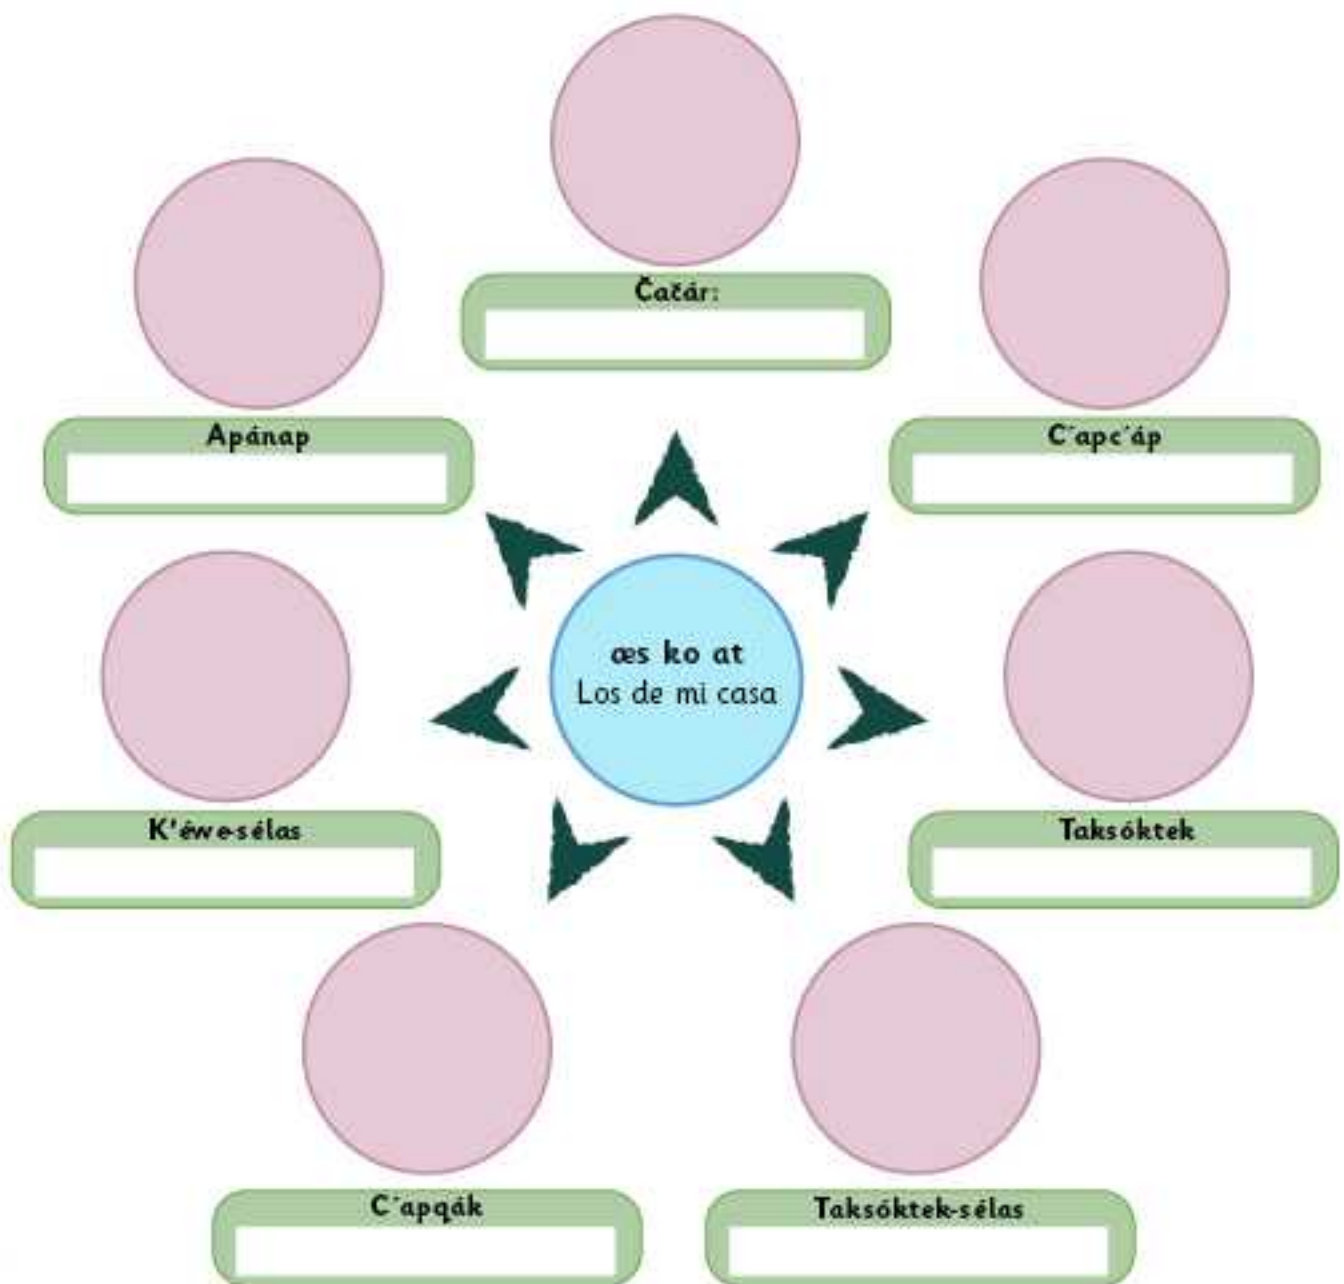 Čačár:
Apánap
C´apc´áp
æs ko at
Los de mi casa
K'éwe-sélas
Taksóktek
C´apqák
Taksóktek-sélas